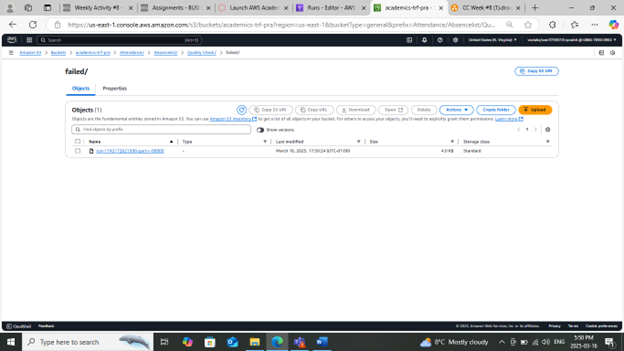 Weekly Activity #8 -
Assignments - BUS
Launch AWS Academ
Runs - Editor - AWS
academics-trf-pra
CC Week #8 (1).draw
https://us-east-1.console.aws.amazon.com/s3/buckets/academics-trf-pra?region=us-east-1&bucketType=general&prefix=Attendance/Absencelist/Qu
aws
Search
[Alt+S]
United States (N. Virginia)
Amazon S3
Buckets
academics-trf-pra
Attendance/
Absencelist/
Quality Check/
failed/
failed/
Copy S3 URI
Objects
Properties
Objects (1)
Copy S3 URI
Copy URL
Download
Open
Delete
Actions
Create folder
Upload
Objects are the fundamental entities stored in Amazon S3. You can use Amazon S3 inventory to get a list of all objects in your bucket. For others to access your objects, you'll need to explicitly grant them permissions. Learn more
Find objects by prefix
Show versions
1
Name
Type
Last modified
Size
Storage class
-
March 16, 2025, 17:50:24 (UTC-07:00)
4.0 KB
Standard
CloudShell
Feedback
© 2025, Amazon Web Services, Inc. or its affiliates.
Privacy
Terms
Cookie preferences
Type here to search
8°C Mostly cloudy
5:50 PM
2025-03-16